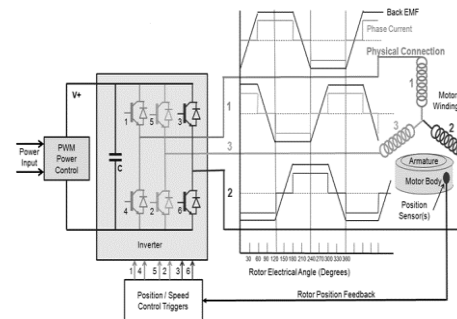 Back EMF
Phase Current
Physical Connection
V+
1
5
3
1
1
Motor
Winding
3
3
2
Power
Input
PWM
Power
Control
C
4
2
6
2
Armature
Motor Body
Position
Sensor(s)
Inverter
30 60 90 120 150 180 210 240 270 300 330 360
Rotor Electrical Angle (Degrees)
1 4 5 2 3 6
Position / Speed
Control Triggers
Rotor Position Feedback